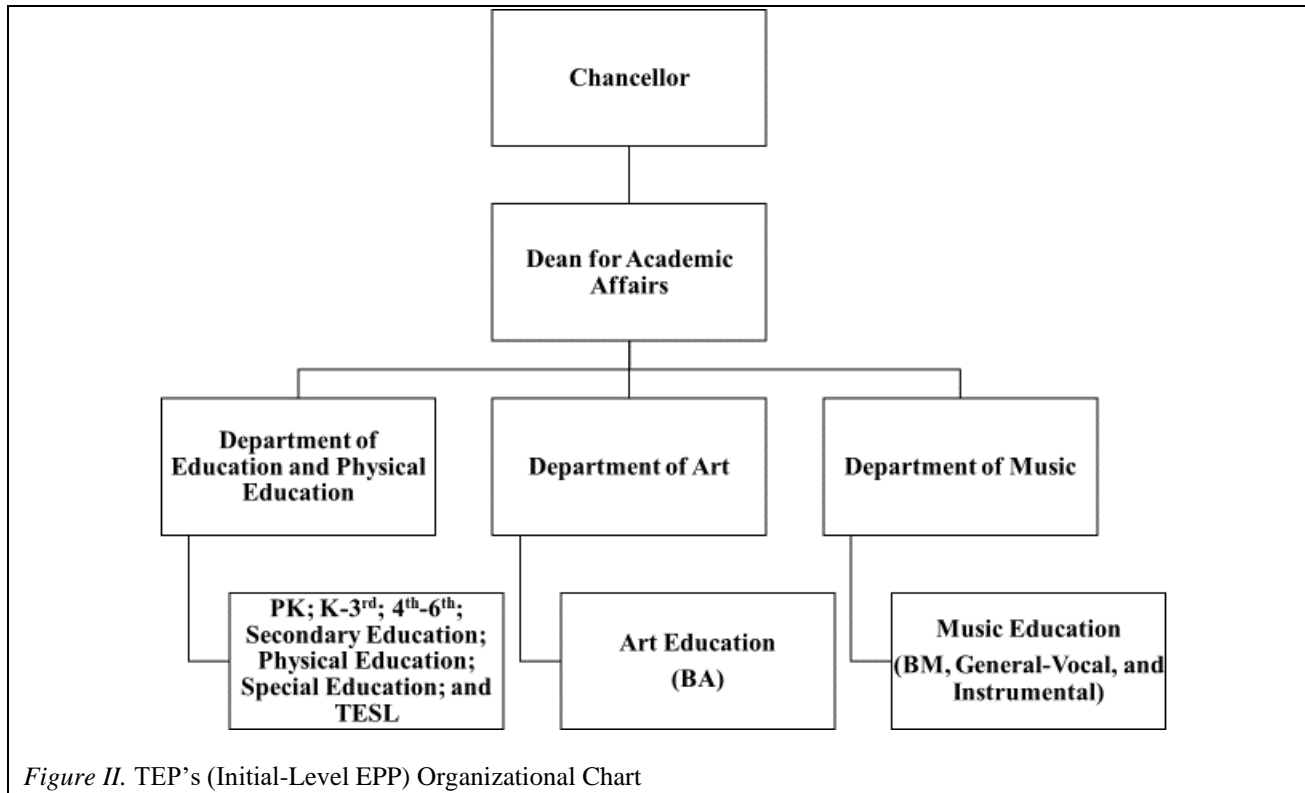 Chancellor
Dean for Academic
Affairs
Department of
Education and Physical
Education
Department of Art
Department of Music
PK; K-3rd; 4th-6th;
Secondary Education;
Physical Education;
Special Education; and
TESL
Art Education
(BA)
Music Education
(BM, General-Vocal, and
Instrumental)
Figure II. TEP’s (Initial-Level EPP) Organizational Chart